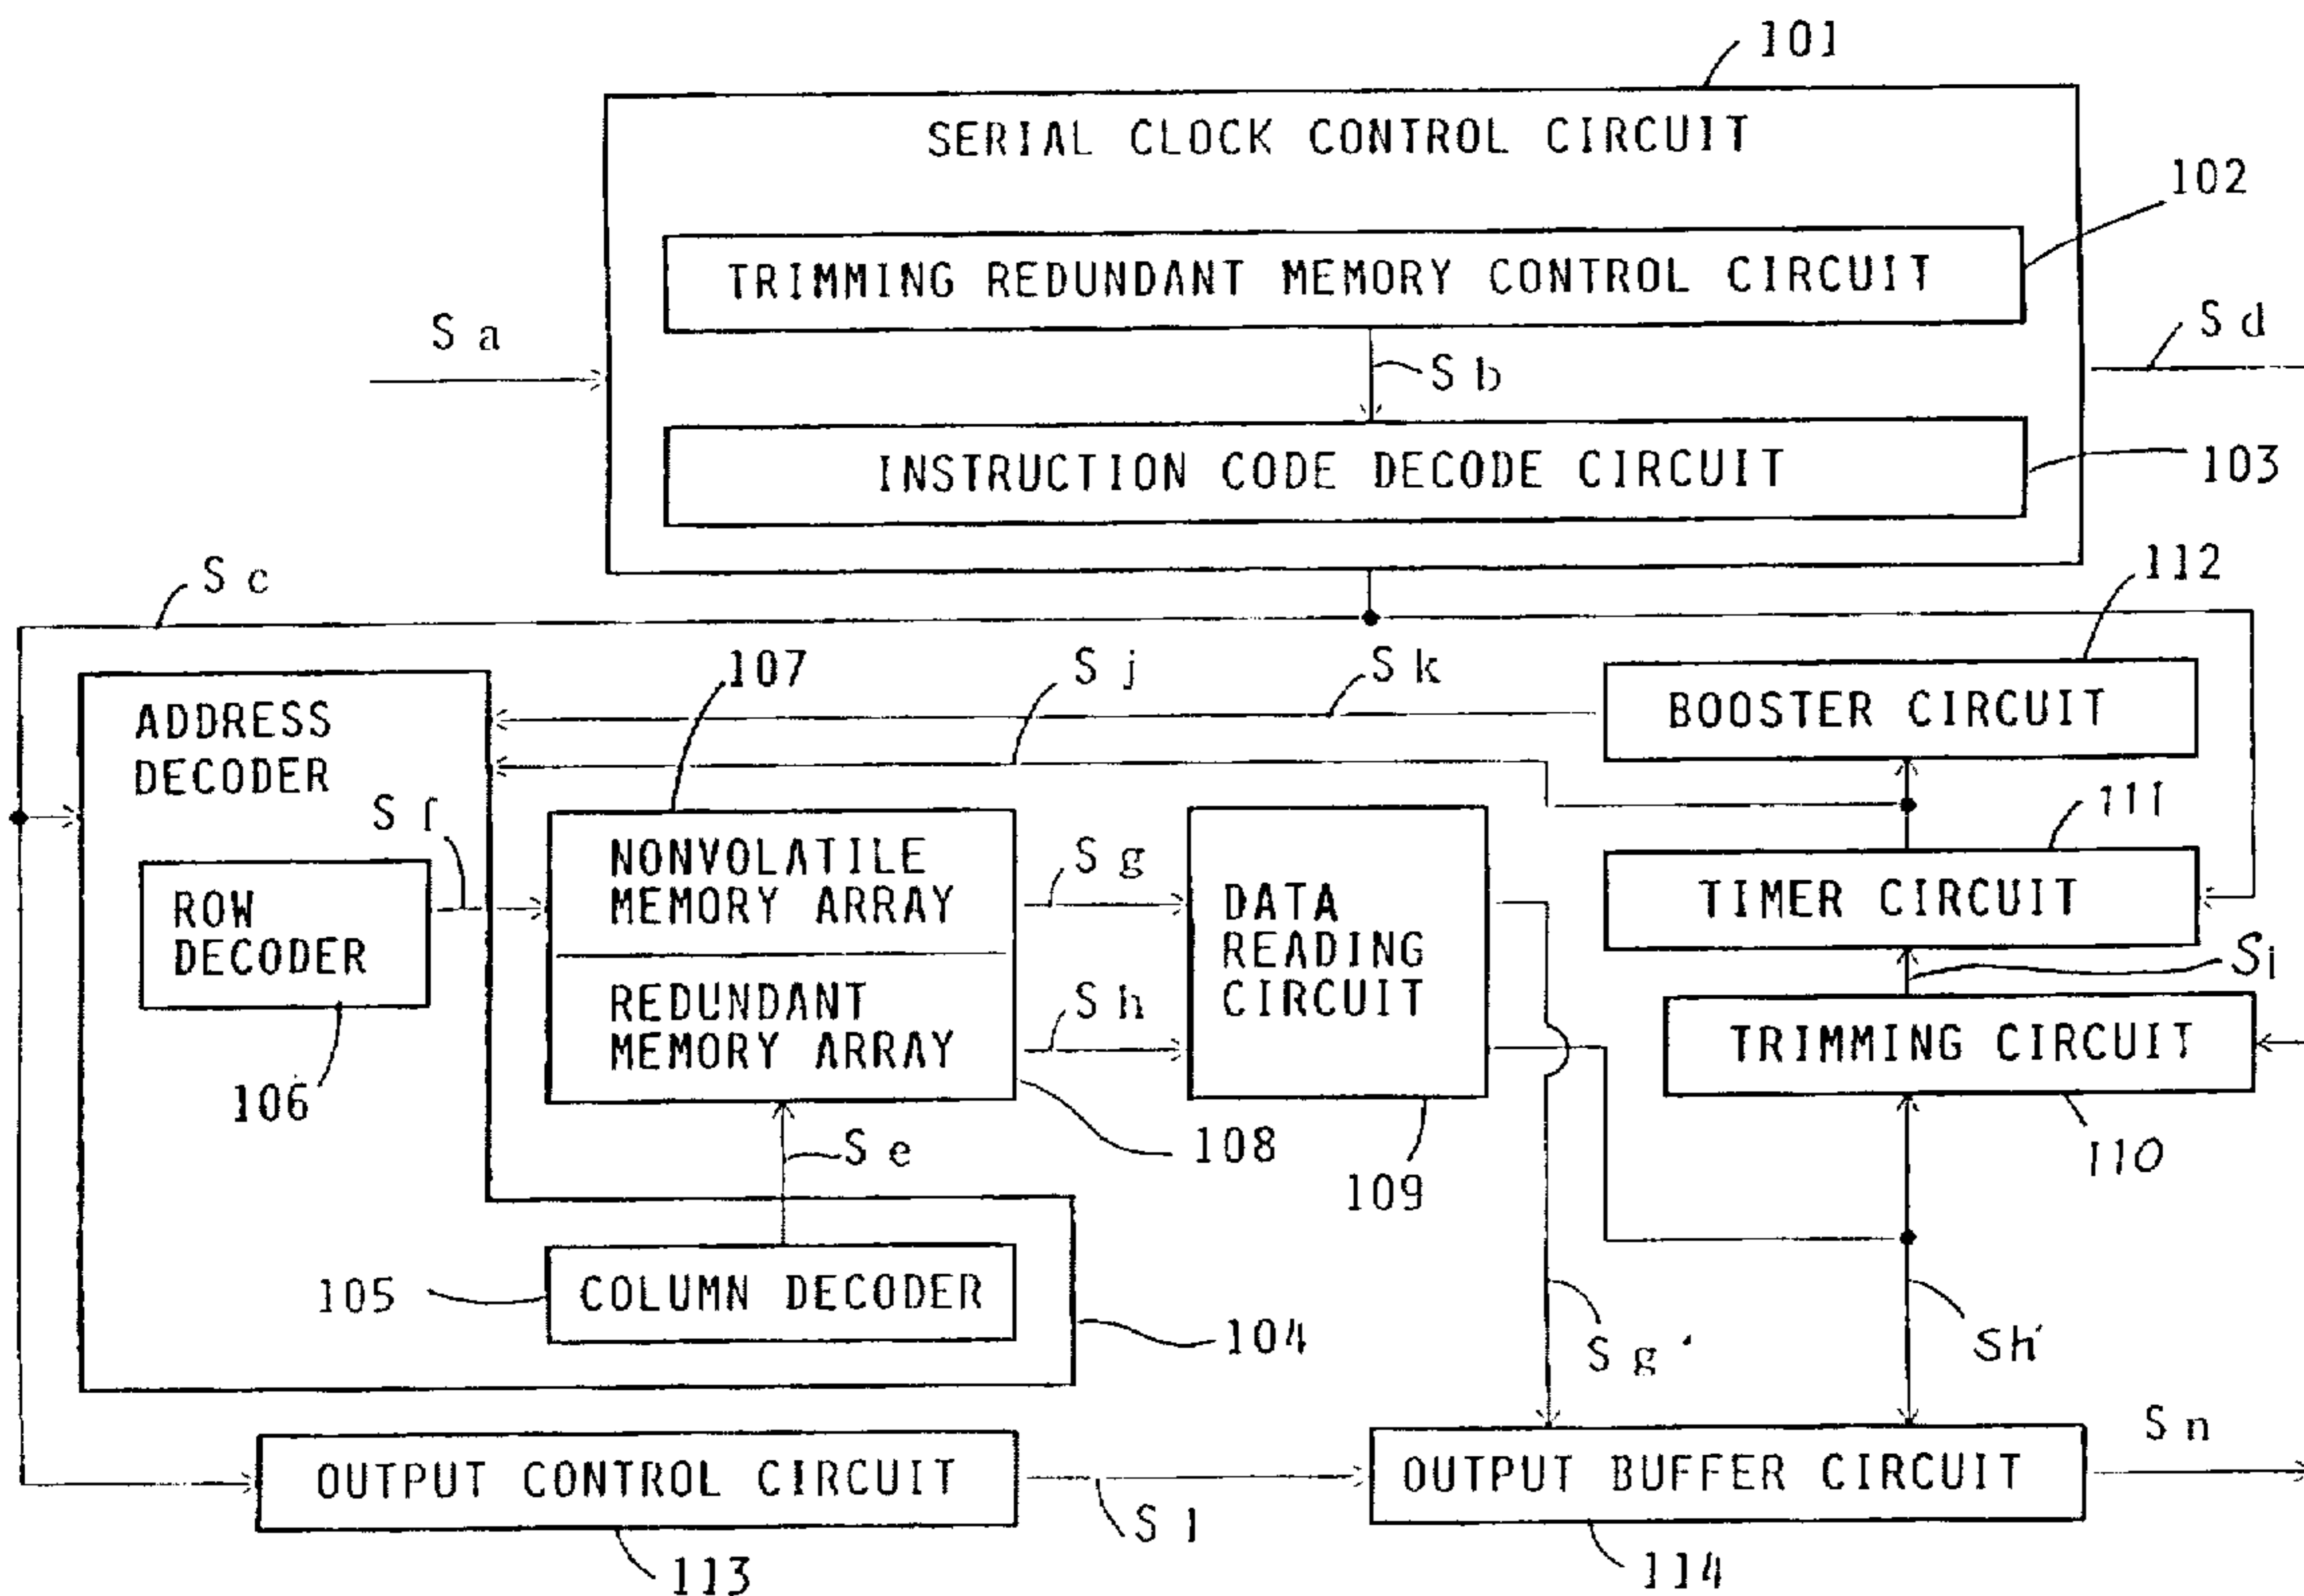 101
SERIAL CLOCK CONTROL CIRCUIT
102
TRIMMING REDUNDANT MEMORY CONTROL CIRCUIT
S a
S d
S b
INSTRUCTION CODE DECODE CIRCUIT
103
S c
112
107
S j
S k
BOOSTER CIRCUIT
ADDRESS
DECODER
111
S f
NONVOLATILE
MEMORY ARRAY
S g
DATA
READING
CIRCUIT
TIMER CIRCUIT
ROW
DECODER
Si
REDUNDANT
MEMORY ARRAY
S h
TRIMMING CIRCUIT
106
108
S e
109
110
105
COLUMN DECODER
104
S g'
Sh'
S n
OUTPUT CONTROL CIRCUIT
S l
OUTPUT BUFFER CIRCUIT
113
114